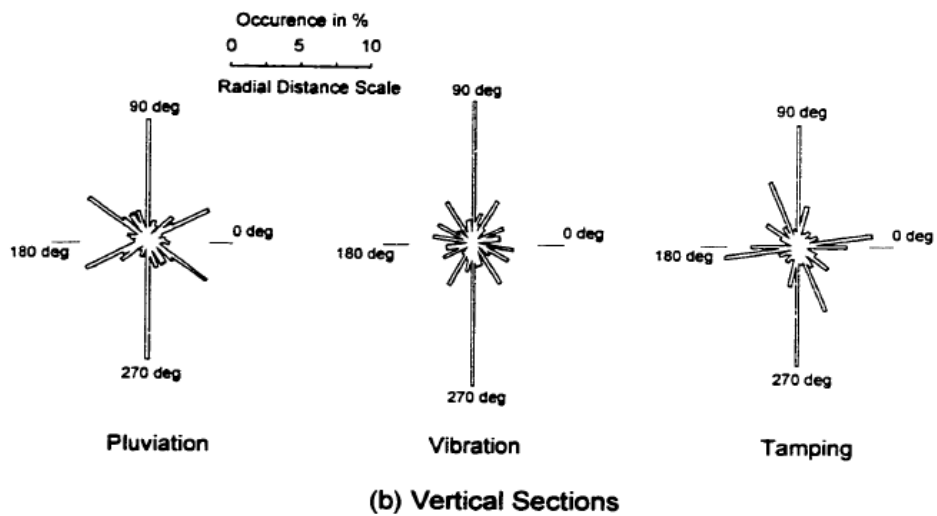 Occurence in %
0 5 10
Radial Distance Scale
90 deg 90 deg 90 deg
180 deg 0 deg 180 deg 0 deg 180 deg 0 deg
270 deg 270 deg 270 deg
Pluviation Vibration Tamping
(b) Vertical Sections